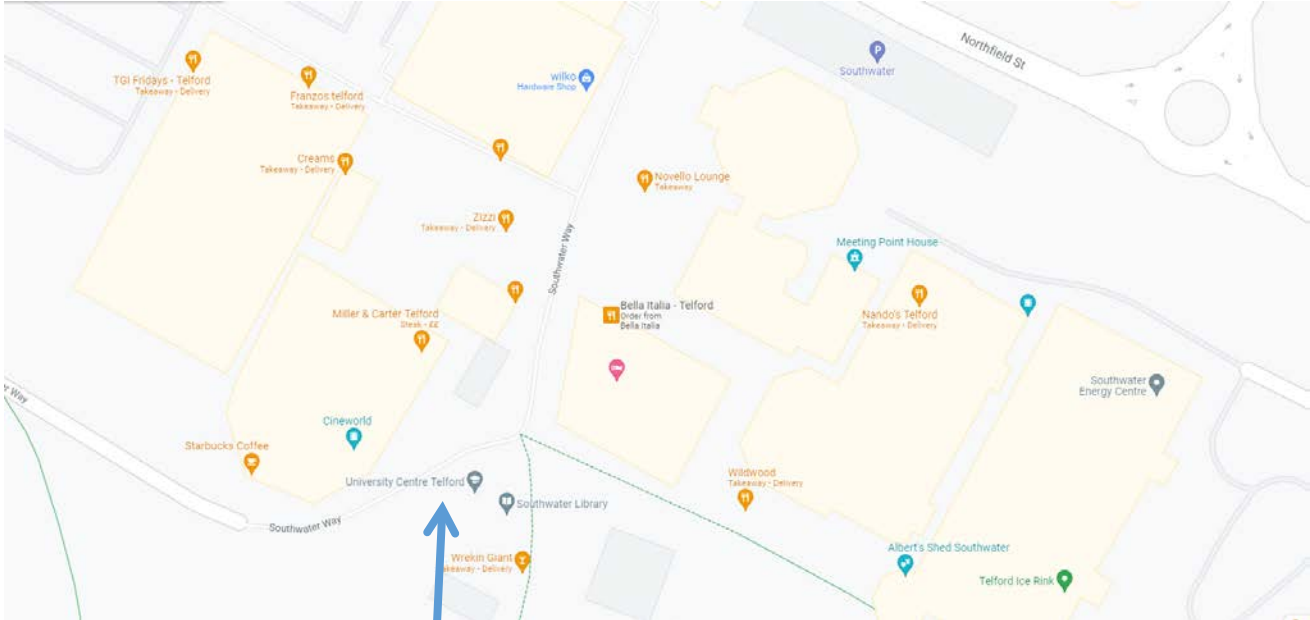 Northfield St
P
Southwater
TGI Fridays - Telford
Takeaway - Delivery
wilko
Hardware Shop
Franzos telford
Takeaway - Delivery
Creams
Takeaway - Delivery
Novello Lounge
Takeaway
Zizzi
Takeaway - Delivery
Southwater Way
Meeting Point House
Bella Italia - Telford
Order from
Bella Italia
Miller & Carter Telford
Steak - ££
Nando's Telford
Takeaway - Delivery
Southwater
Energy Centre
er Way
Cineworld
Starbucks Coffee
University Centre Telford
Wildwood
Takeaway - Delivery
Southwater Library
Southwater Way
Wrekin Giant
Takeaway - Delivery
Albert's Shed Southwater
Telford Ice Rink